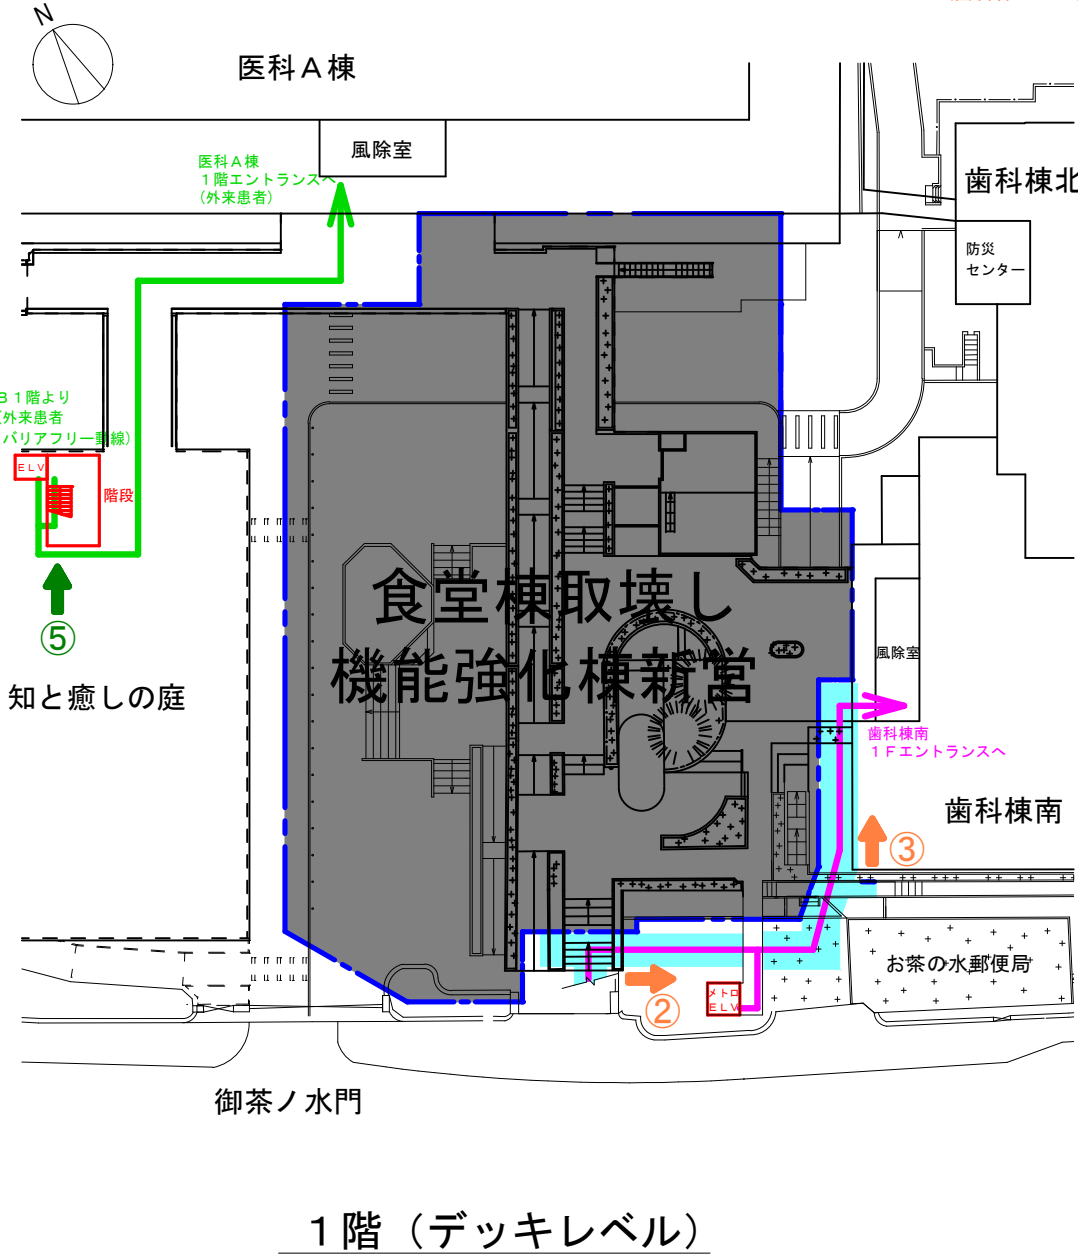 N
医科Ａ棟
風除室
医科Ａ棟
１階エントランスへ
(外来患者)
歯科棟北
防災
センター
Ｂ１階より
(外来患者
バリアフリー動線)
ＥＬＶ
階段
⑤
知と癒しの庭
食堂棟取壊し
機能強化棟新営
風除室
歯科棟南
１Ｆエントランスへ
歯科棟南
③
お茶の水郵便局
メトロ
ＥＬＶ
②
御茶ノ水門
１階（デッキレベル）